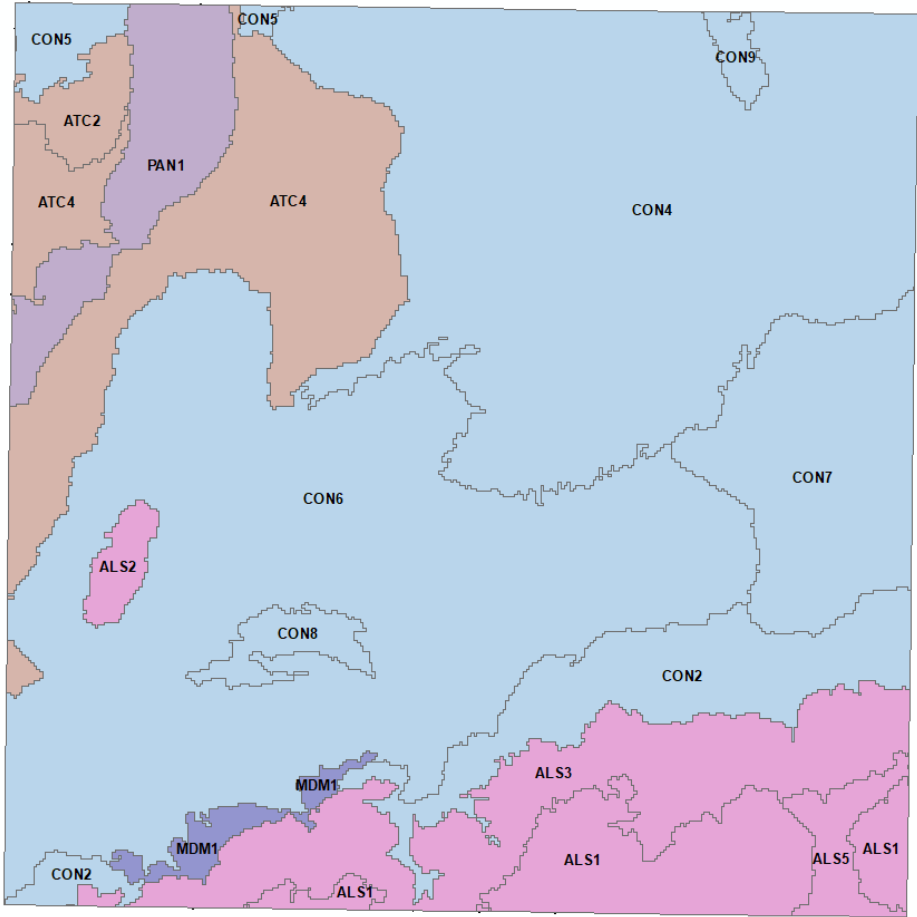 CON5
CON5
CON9
ATC2
PAN1
ATC4
ATC4
CON4
CON7
CON6
ALS2
CON8
CON2
ALS3
MDM1
MDM1
ALS1
ALS5
ALS1
CON2
ALS1